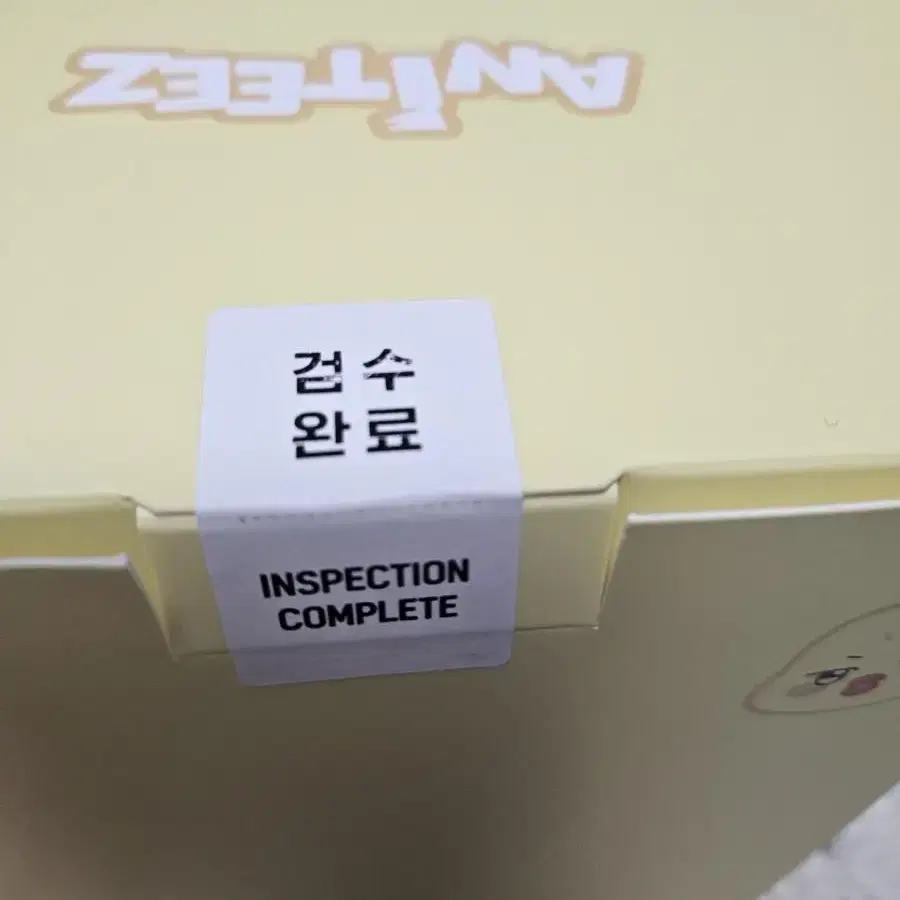 ANITEEZ
검수
완료
INSPECTION
COMPLETE